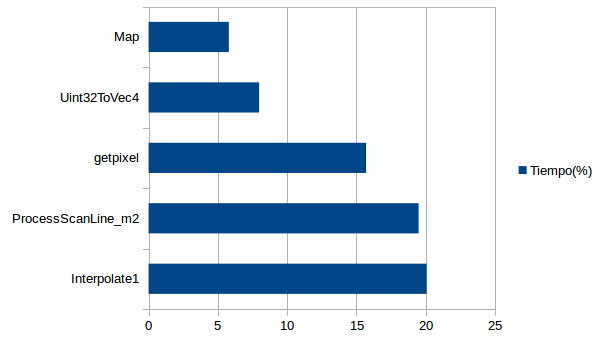 Map
Uint32ToVec4
getpixel
ProcessScanLine_m2
Interpolate1
0 5 10 15 20 25
Tiempo(%)